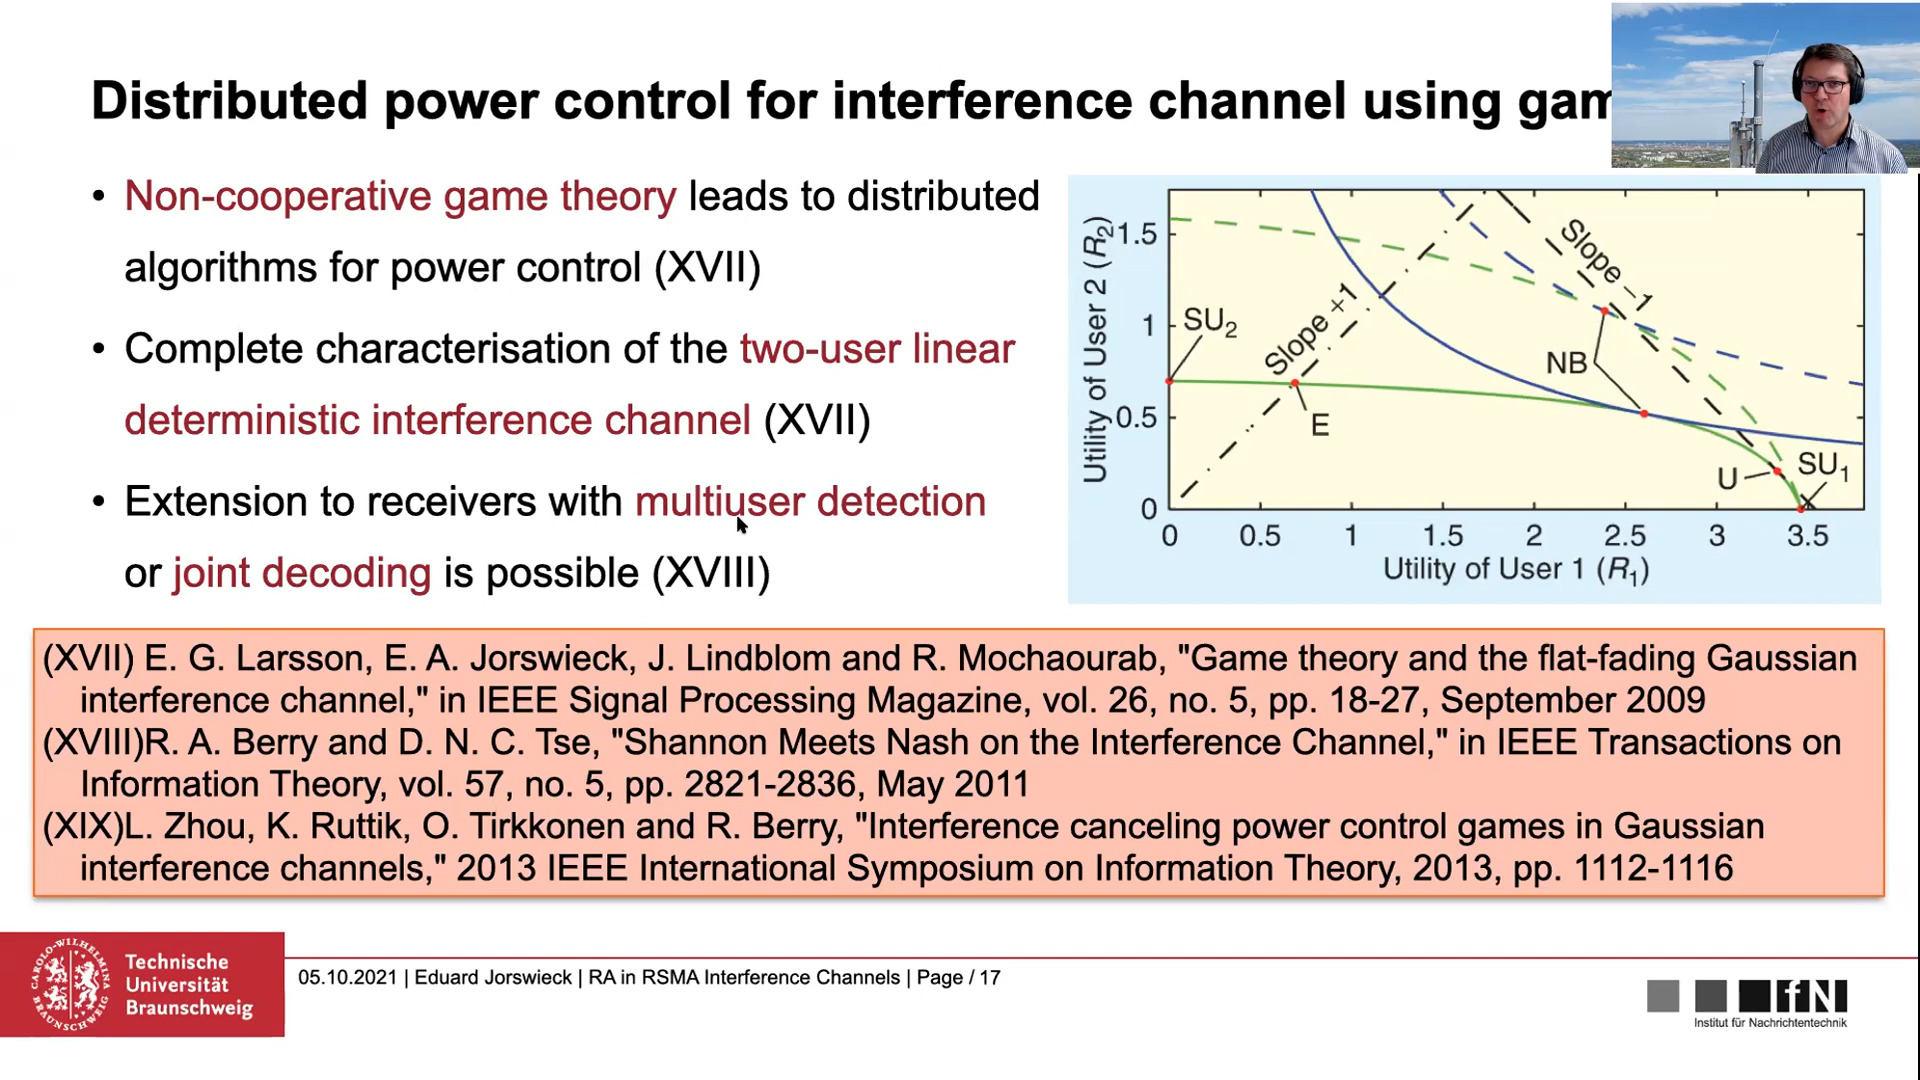 Distributed power control for interference channel using gam
• Non-cooperative game theory leads to distributed
algorithms for power control (XVII)
• Complete characterisation of the two-user linear
deterministic interference channel (XVII)
• Extension to receivers with multiuser detection
or joint decoding is possible (XVIII)
Utility of User 2 (R2)
1.5
1
0.5
0
SU2
Slope +1
E
Slope −1
NB
U
SU1
0 0.5 1 1.5 2 2.5 3 3.5
Utility of User 1 (R1)
(XVII) E. G. Larsson, E. A. Jorswieck, J. Lindblom and R. Mochaourab, "Game theory and the flat-fading Gaussian
interference channel," in IEEE Signal Processing Magazine, vol. 26, no. 5, pp. 18-27, September 2009
(XVIII)R. A. Berry and D. N. C. Tse, "Shannon Meets Nash on the Interference Channel," in IEEE Transactions on
Information Theory, vol. 57, no. 5, pp. 2821-2836, May 2011
(XIX)L. Zhou, K. Ruttik, O. Tirkkonen and R. Berry, "Interference canceling power control games in Gaussian
interference channels," 2013 IEEE International Symposium on Information Theory, 2013, pp. 1112-1116
CAROLO-WILHELMINA
BRAUNSCHWEIG
Technische
Universität
Braunschweig
05.10.2021 | Eduard Jorswieck | RA in RSMA Interference Channels | Page / 17
IfN
Institut für Nachrichtentechnik